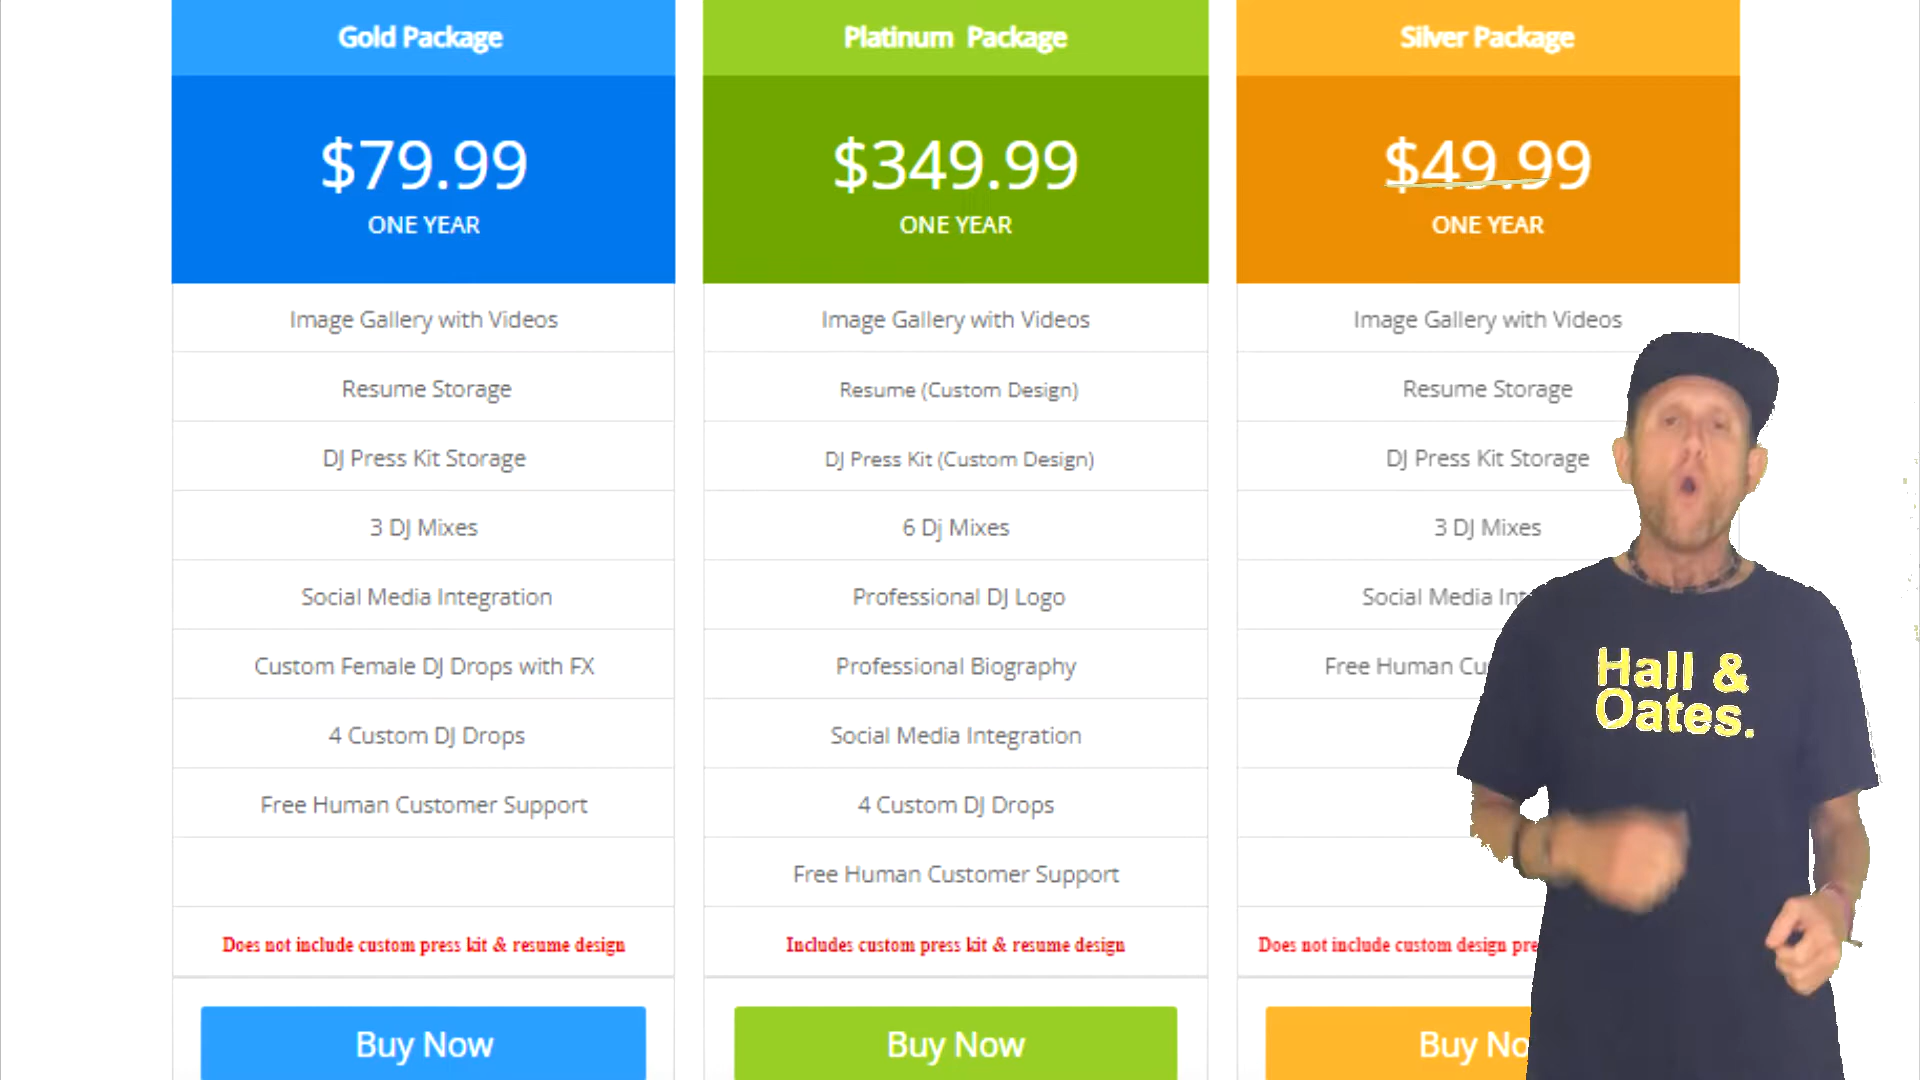 Gold Package
$79.99
ONE YEAR
Image Gallery with Videos
Resume Storage
DJ Press Kit Storage
3 DJ Mixes
Social Media Integration
Custom Female DJ Drops with FX
4 Custom DJ Drops
Free Human Customer Support
Does not include custom press kit & resume design
Buy Now
Platinum Package
$349.99
ONE YEAR
Image Gallery with Videos
Resume (Custom Design)
DJ Press Kit (Custom Design)
6 Dj Mixes
Professional DJ Logo
Professional Biography
Social Media Integration
4 Custom DJ Drops
Free Human Customer Support
Includes custom press kit & resume design
Buy Now
Silver Package
$49.99
ONE YEAR
Image Gallery with Videos
Resume Storage
DJ Press Kit Storage
3 DJ Mixes
Social Media
Free Human
Does not include custom design
Buy
Hall &
Oates.